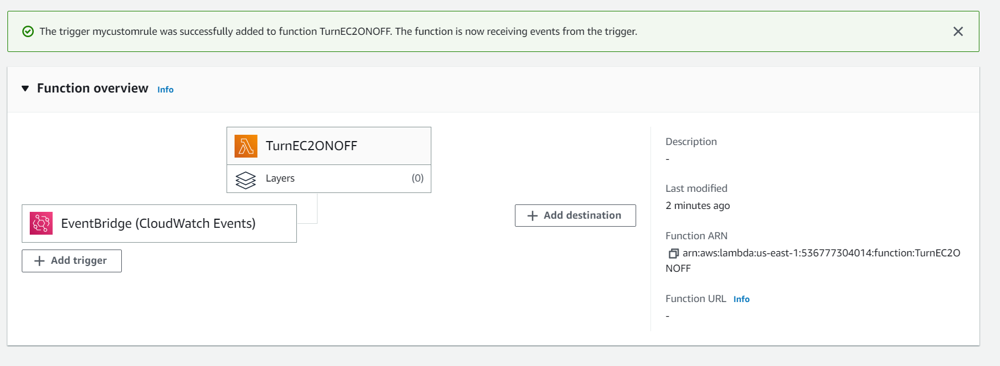 The trigger mycustomrule was successfully added to function TurnEC2ONOFF. The function is now receiving events from the trigger.
Function overview Info
TurnEC2ONOFF
Layers (0)
EventBridge (CloudWatch Events)
Add trigger
Add destination
Description
-
Last modified
2 minutes ago
Function ARN
arn:aws:lambda:us-east-1:536777304014:function:TurnEC2O
NOFF
Function URL Info
-